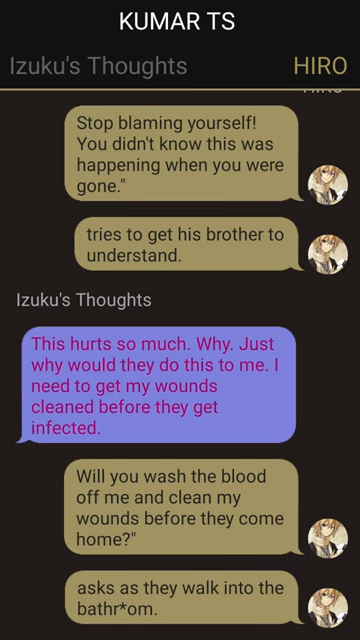 KUMAR TS
Izuku's Thoughts HIRO
Stop blaming yourself!
You didn't know this was
happening when you were
gone."
tries to get his brother to
understand.
Izuku's Thoughts
This hurts so much. Why. Just
why would they do this to me. I
need to get my wounds
cleaned before they get
infected.
Will you wash the blood
off me and clean my
wounds before they come
home?"
asks as they walk into the
bathr*om.